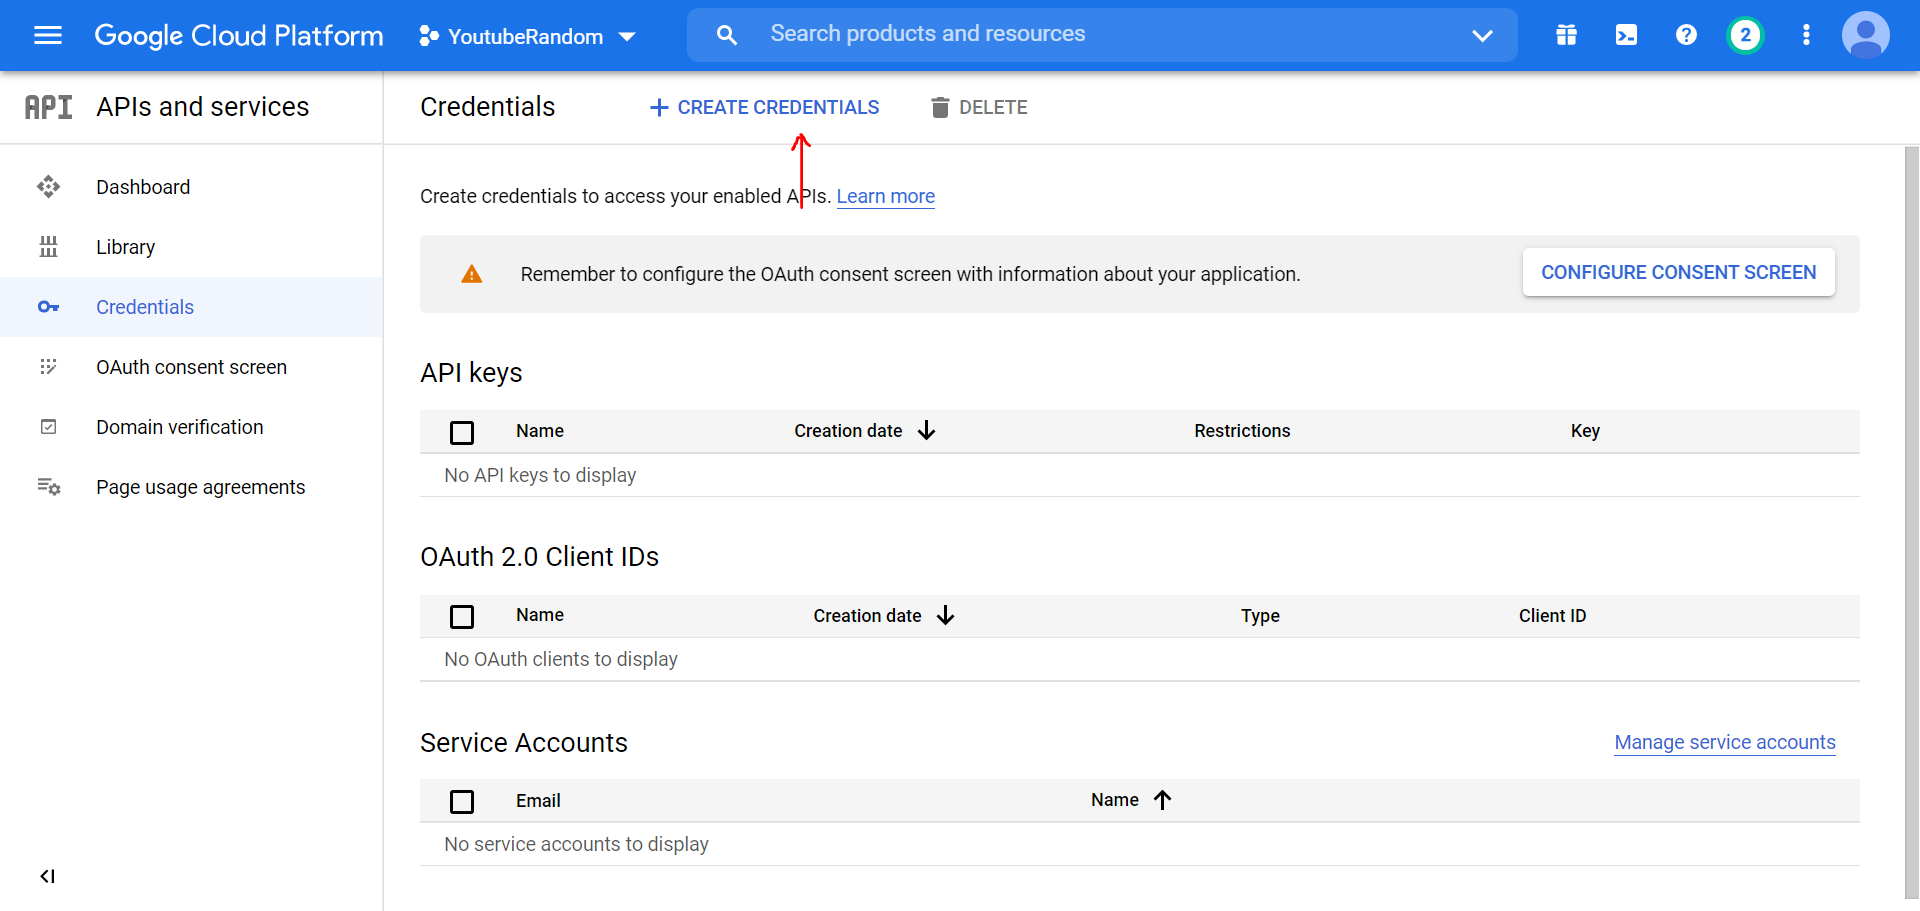 Google Cloud Platform
YoutubeRandom
Search products and resources
?
2
API
APIs and services
Credentials
CREATE CREDENTIALS
DELETE
Dashboard
Library
Credentials
OAuth consent screen
Domain verification
Page usage agreements
Create credentials to access your enabled APIs. Learn more
Remember to configure the OAuth consent screen with information about your application.
CONFIGURE CONSENT SCREEN
API keys
Name Creation date Restrictions Key
No API keys to display
OAuth 2.0 Client IDs
Name Creation date Type Client ID
No OAuth clients to display
Service Accounts
Manage service accounts
Email Name
No service accounts to display